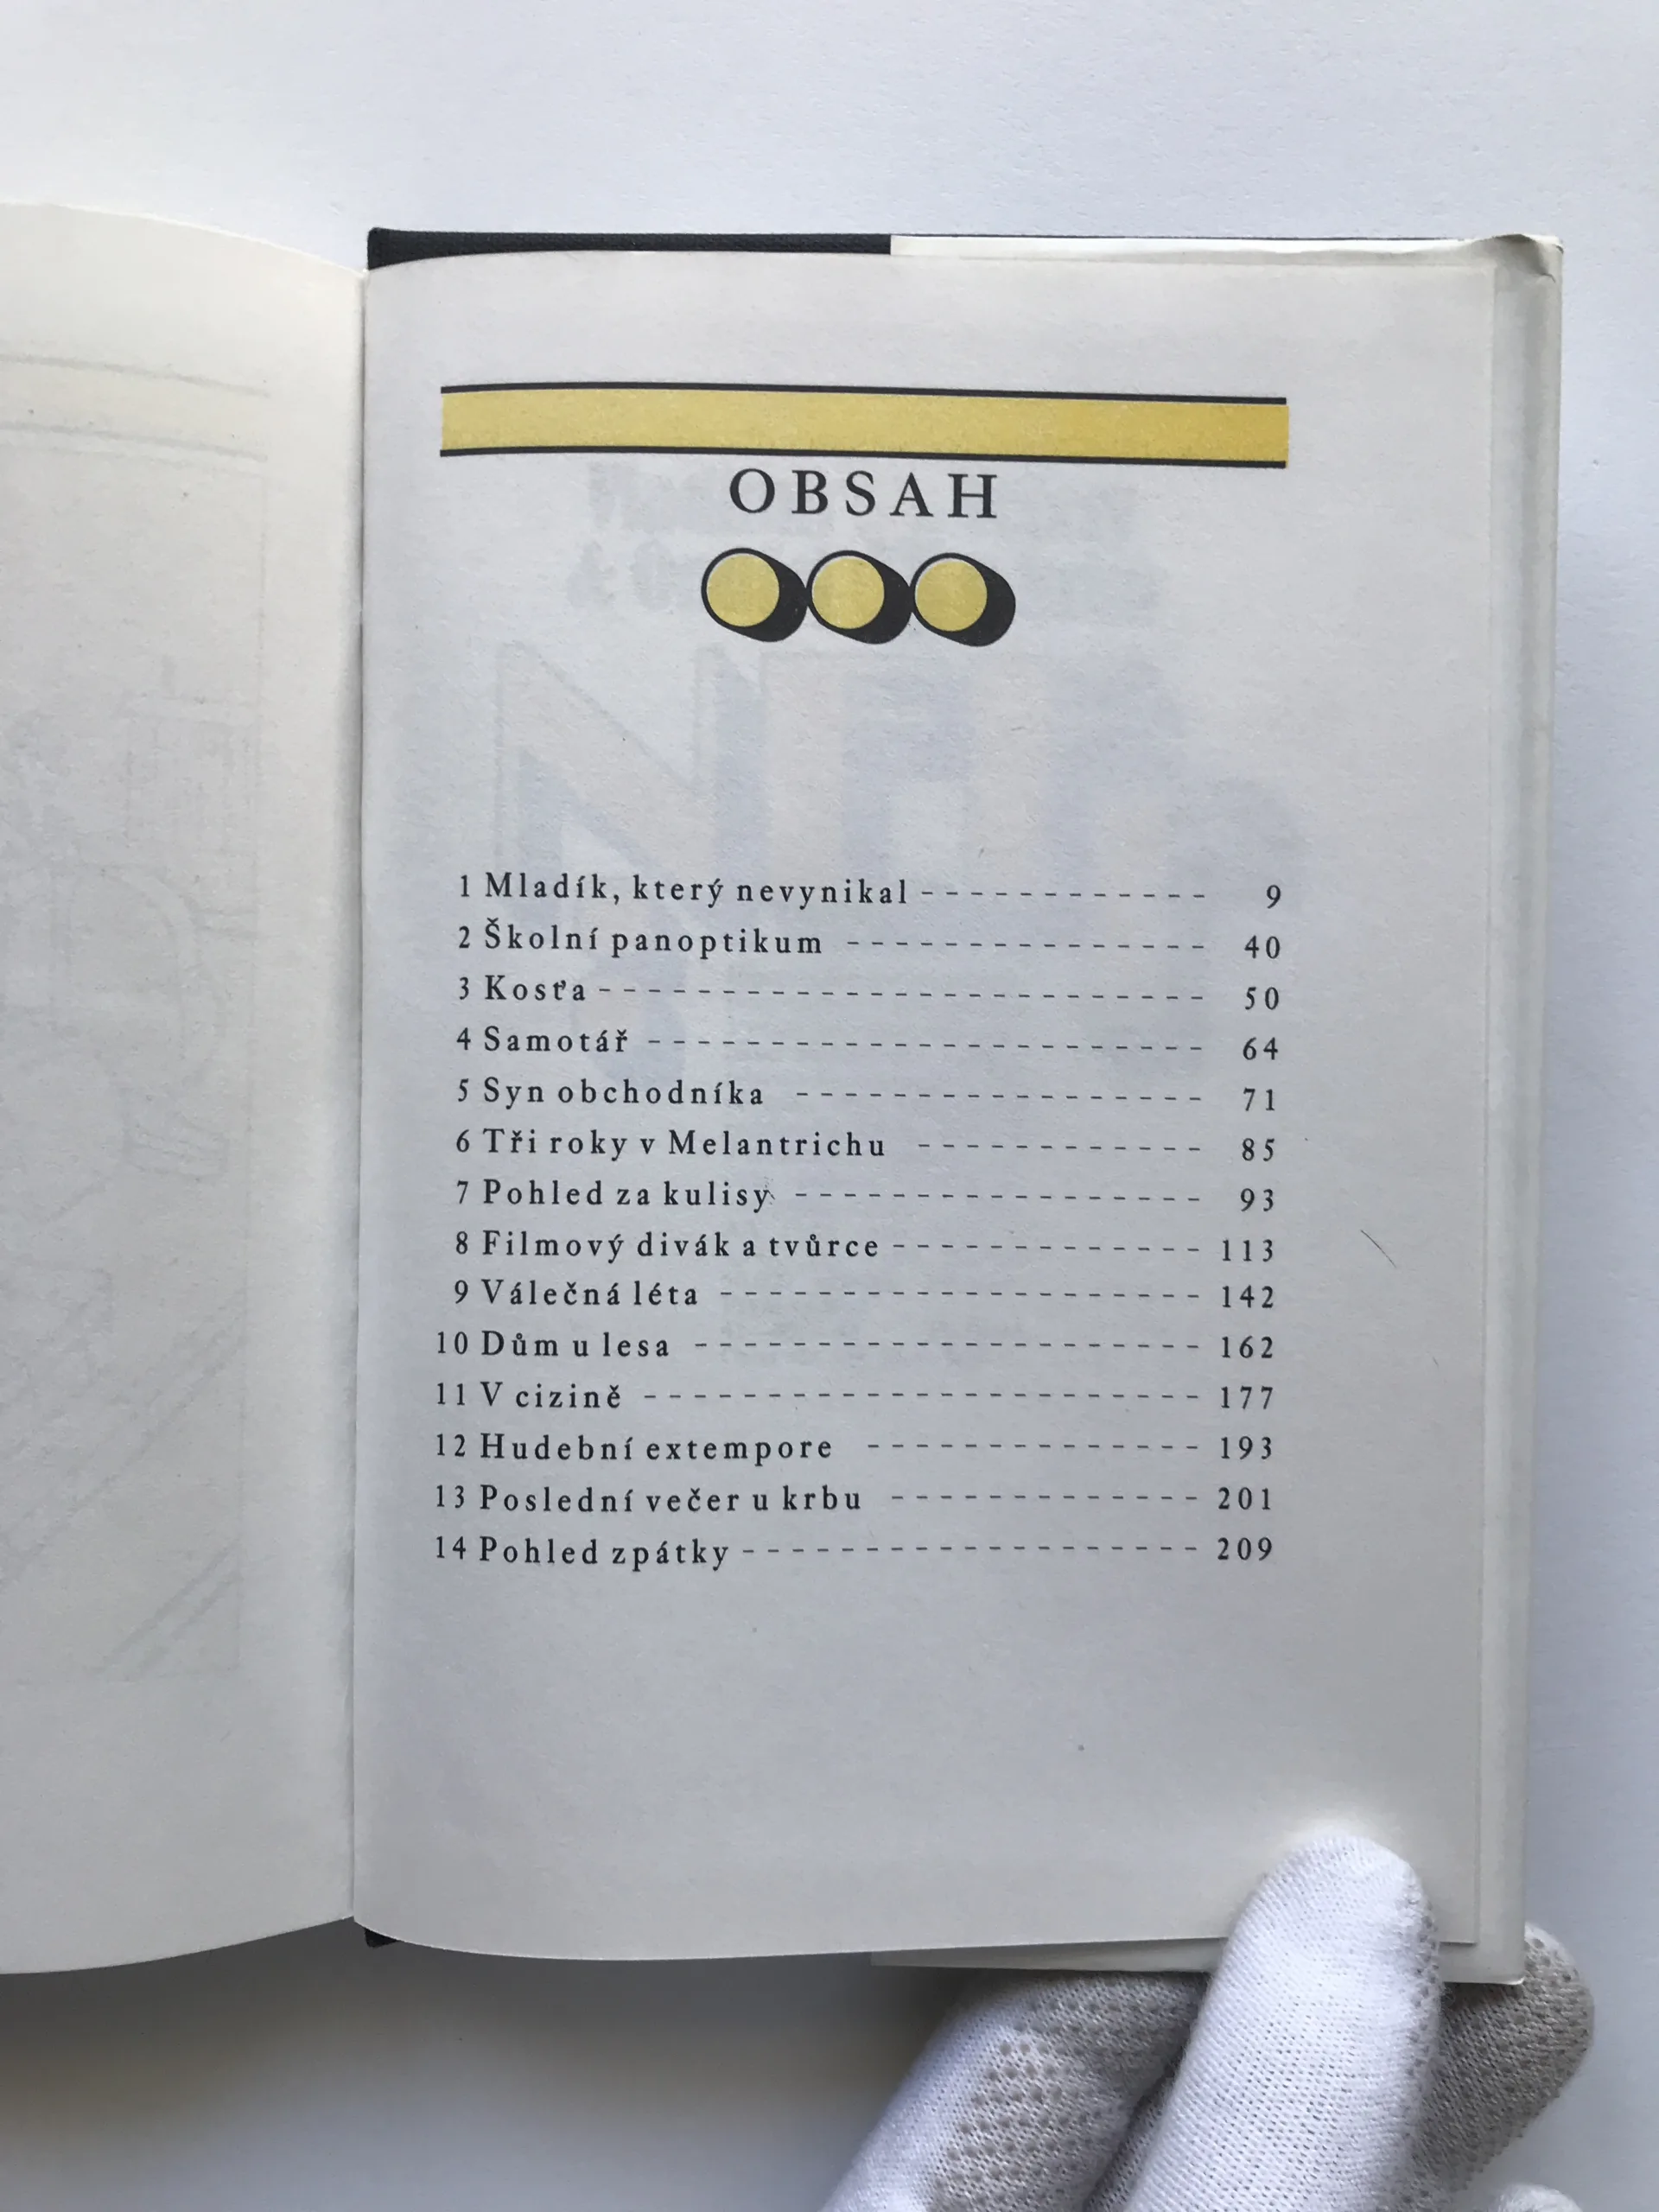 OBSAH
1 Mladík, který nevynikal ------------ 9
2 Školní panoptikum --------------- 40
3 Kosťa ------------------------- 50
4 Samotář ----------------------- 64
5 Syn obchodníka ----------------- 71
6 Tři roky v Melantrichu ------------ 85
7 Pohled za kulisy ----------------- 93
8 Filmový divák a tvůrce ------------- 113
9 Válečná léta -------------------- 142
10 Dům u lesa --------------------- 162
11 V cizině ----------------------- 177
12 Hudební extempore -------------- 193
13 Poslední večer u krbu ------------- 201
14 Pohled zpátky ------------------- 209